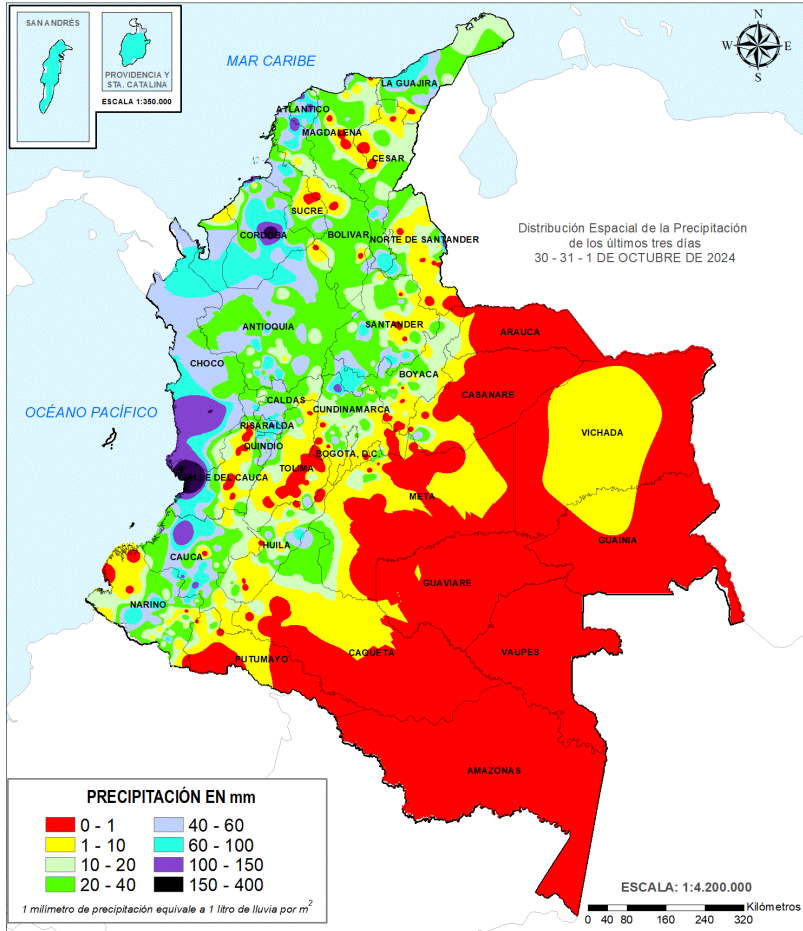 SAN ANDRÉS
PROVIDENCIA Y
STA. CATALINA
ESCALA 1:350.000
MAR CARIBE
N
W E
S
LA GUAJIRA
ATLANTICO
MAGDALENA
CESAR
SUCRE
CORDOBA
BOLIVAR
NORTE DE SANTANDER
Distribución Espacial de la Precipitación
de los últimos tres días
30 - 31 - 1 DE OCTUBRE DE 2024
ANTIOQUIA
SANTANDER
ARAUCA
CHOCO
BOYACA
CASANARE
OCÉANO PACÍFICO
CALDAS
CUNDINAMARCA
RISARALDA
VICHADA
QUINDIO
BOGOTA, D.C.
TOLIMA
VALLE DEL CAUCA
META
GUAINIA
HUILA
CAUCA
GUAVIARE
NARINO
CAQUETA
VAUPES
PUTUMAYO
AMAZONAS
PRECIPITACIÓN EN mm
0 - 1 40 - 60
1 - 10 60 - 100
10 - 20 100 - 150
20 - 40 150 - 400
1 milímetro de precipitación equivale a 1 litro de lluvia por m²
ESCALA: 1:4.200.000
Kilómetros
0 40 80 160 240 320